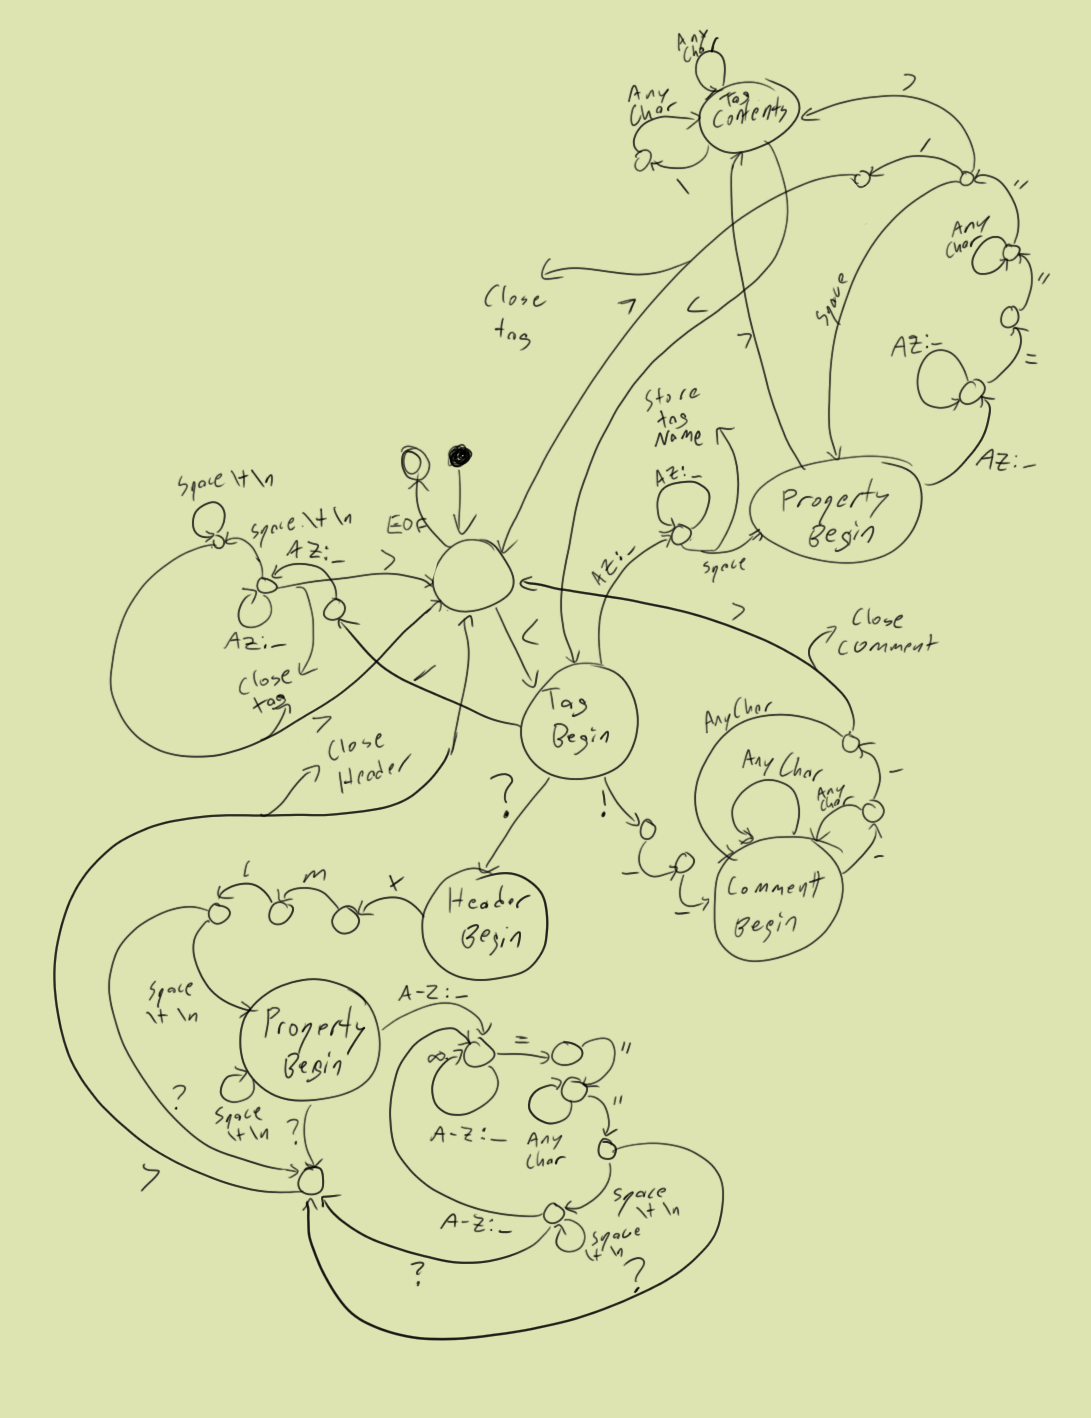 Any
Char
Any
Char
Tag
Contents
>
/
"
\
Any
Char
"
Space
Close
tag
>
<
>
AZ:-
=
Store
tag
Name
AZ:-
AZ:-
Space \t \n
Space \t \n
EOF
AZ:_
>
Property
Begin
AZ:-
Space
AZ:_
<
>
Close
Comment
Close
tag
/
>
Tag
Begin
Close
Header
AnyChar
Any Char
Any
Char
-
?
!
-
-
-
Comment
Begin
l
m
x
Header
Begin
Space
\t \n
A-Z:_
Property
Begin
=
"
"
?
Space
\t \n
?
A-Z:_
Any
Char
>
Space
\t \n
A-Z:_
Space
\t \n
?
?